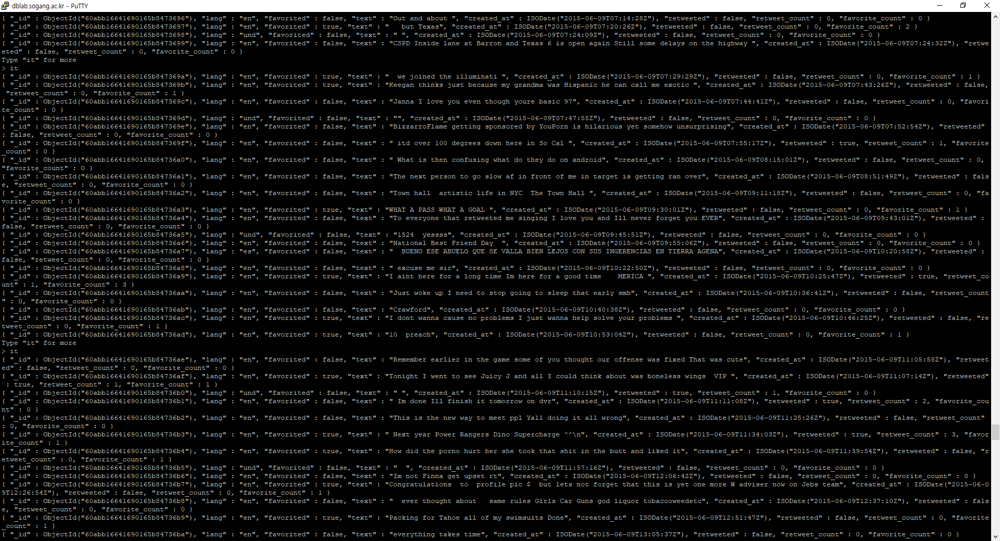 dblab.sogang.ac.kr - PuTTY
{ "_id" : ObjectId("60abb16641690165b8473696"), "lang" : "en", "favorited" : false, "text" : "Out and about ", "created_at" : ISODate("2015-06-09T07:14:28Z"), "retweeted" : false, "retweet_count" : 0, "favorite_count" : 0 }
{ "_id" : ObjectId("60abb16641690165b8473697"), "lang" : "en", "favorited" : true, "text" : "  but Texas", "created_at" : ISODate("2015-06-09T07:20:26Z"), "retweeted" : false, "retweet_count" : 0, "favorite_count" : 2 }
{ "_id" : ObjectId("60abb16641690165b8473698"), "lang" : "und", "favorited" : false, "text" : " ", "created_at" : ISODate("2015-06-09T07:24:09Z"), "retweeted" : false, "retweet_count" : 0, "favorite_count" : 0 }
{ "_id" : ObjectId("60abb16641690165b8473699"), "lang" : "en", "favorited" : false, "text" : "CSPD Inside lane at Barron and Texas 6 is open again Still some delays on the highway ", "created_at" : ISODate("2015-06-09T07:24:32Z"), "retwe
eted" : false, "retweet_count" : 0, "favorite_count" : 0 }
Type "it" for more
> it
{ "_id" : ObjectId("60abb16641690165b847369a"), "lang" : "en", "favorited" : true, "text" : "  we joined the illuminati ", "created_at" : ISODate("2015-06-09T07:29:29Z"), "retweeted" : false, "retweet_count" : 0, "favorite_count" : 1 }
{ "_id" : ObjectId("60abb16641690165b847369b"), "lang" : "en", "favorited" : true, "text" : "Keegan thinks just because my grandma was Hispanic he can call me exotic ", "created_at" : ISODate("2015-06-09T07:43:26Z"), "retweeted" : false,
 "retweet_count" : 0, "favorite_count" : 1 }
{ "_id" : ObjectId("60abb16641690165b847369c"), "lang" : "en", "favorited" : false, "text" : "Janna I love you even though youre basic 97", "created_at" : ISODate("2015-06-09T07:44:41Z"), "retweeted" : false, "retweet_count" : 0, "favori
te_count" : 0 }
{ "_id" : ObjectId("60abb16641690165b847369d"), "lang" : "und", "favorited" : false, "text" : "", "created_at" : ISODate("2015-06-09T07:47:55Z"), "retweeted" : false, "retweet_count" : 0, "favorite_count" : 0 }
{ "_id" : ObjectId("60abb16641690165b847369e"), "lang" : "en", "favorited" : false, "text" : "BizzarroFlame getting sponsored by YouPorn is hilarious yet somehow unsurprising", "created_at" : ISODate("2015-06-09T07:52:54Z"), "retweeted"
: false, "retweet_count" : 0, "favorite_count" : 0 }
{ "_id" : ObjectId("60abb16641690165b847369f"), "lang" : "en", "favorited" : false, "text" : " itd over 100 degrees down here in So Cal ", "created_at" : ISODate("2015-06-09T07:55:17Z"), "retweeted" : true, "retweet_count" : 1, "favorite
_count" : 0 }
{ "_id" : ObjectId("60abb16641690165b84736a0"), "lang" : "en", "favorited" : false, "text" : " What is then confusing what do they do on android", "created_at" : ISODate("2015-06-09T08:15:01Z"), "retweeted" : false, "retweet_count" : 0,
"favorite_count" : 0 }
{ "_id" : ObjectId("60abb16641690165b84736a1"), "lang" : "en", "favorited" : false, "text" : "The next person to go slow af in front of me in target is getting ran over", "created_at" : ISODate("2015-06-09T08:51:49Z"), "retweeted" : fals
e, "retweet_count" : 0, "favorite_count" : 0 }
{ "_id" : ObjectId("60abb16641690165b84736a2"), "lang" : "en", "favorited" : false, "text" : "Town hall  artistic life in NYC  The Town Hall ", "created_at" : ISODate("2015-06-09T09:11:18Z"), "retweeted" : false, "retweet_count" : 0, "fa
vorite_count" : 0 }
{ "_id" : ObjectId("60abb16641690165b84736a3"), "lang" : "en", "favorited" : true, "text" : "WHAT A PASS WHAT A GOAL ", "created_at" : ISODate("2015-06-09T09:30:01Z"), "retweeted" : false, "retweet_count" : 0, "favorite_count" : 1 }
{ "_id" : ObjectId("60abb16641690165b84736a4"), "lang" : "en", "favorited" : false, "text" : "To everyone that retweeted me singing I love you and Ill never forget you EVER", "created_at" : ISODate("2015-06-09T09:43:01Z"), "retweeted" :
false, "retweet_count" : 0, "favorite_count" : 0 }
{ "_id" : ObjectId("60abb16641690165b84736a5"), "lang" : "und", "favorited" : false, "text" : "1524  yessss", "created_at" : ISODate("2015-06-09T09:45:51Z"), "retweeted" : false, "retweet_count" : 0, "favorite_count" : 0 }
{ "_id" : ObjectId("60abb16641690165b84736a6"), "lang" : "en", "favorited" : false, "text" : "National Best Friend Day  ", "created_at" : ISODate("2015-06-09T09:55:06Z"), "retweeted" : false, "retweet_count" : 0, "favorite_count" : 0 }
{ "_id" : ObjectId("60abb16641690165b84736a7"), "lang" : "es", "favorited" : false, "text" : "  BUENO ESE ABUELO QUE SE VALLA BIEN LEJOS CON SUS INGERENCIAS EN TIERRA AGENA", "created_at" : ISODate("2015-06-09T10:20:58Z"), "retweeted" :
false, "retweet_count" : 0, "favorite_count" : 0 }
{ "_id" : ObjectId("60abb16641690165b84736a8"), "lang" : "en", "favorited" : false, "text" : " excuse me sir", "created_at" : ISODate("2015-06-09T10:22:50Z"), "retweeted" : false, "retweet_count" : 0, "favorite_count" : 0 }
{ "_id" : ObjectId("60abb16641690165b84736a9"), "lang" : "en", "favorited" : true, "text" : "I aint here for a long time Im here for a good time    MERICA ", "created_at" : ISODate("2015-06-09T10:25:47Z"), "retweeted" : true, "retweet_co
unt" : 1, "favorite_count" : 3 }
{ "_id" : ObjectId("60abb16641690165b84736aa"), "lang" : "en", "favorited" : false, "text" : "Just woke up I need to stop going to sleep that early smh", "created_at" : ISODate("2015-06-09T10:36:41Z"), "retweeted" : false, "retweet_count
" : 0, "favorite_count" : 0 }
{ "_id" : ObjectId("60abb16641690165b84736ab"), "lang" : "en", "favorited" : false, "text" : "Crawford", "created_at" : ISODate("2015-06-09T10:40:38Z"), "retweeted" : false, "retweet_count" : 0, "favorite_count" : 0 }
{ "_id" : ObjectId("60abb16641690165b84736ac"), "lang" : "en", "favorited" : true, "text" : "I dont wanna cause no problems I just wanna help solve your problems ", "created_at" : ISODate("2015-06-09T10:46:25Z"), "retweeted" : false, "re
tweet_count" : 0, "favorite_count" : 1 }
{ "_id" : ObjectId("60abb16641690165b84736ad"), "lang" : "en", "favorited" : true, "text" : "10  preach", "created_at" : ISODate("2015-06-09T10:53:04Z"), "retweeted" : false, "retweet_count" : 0, "favorite_count" : 1 }
Type "it" for more
> it
{ "_id" : ObjectId("60abb16641690165b84736ae"), "lang" : "en", "favorited" : false, "text" : "Remember earlier in the game some of you thought our offense was fixed That was cute", "created_at" : ISODate("2015-06-09T11:05:58Z"), "retweet
ed" : false, "retweet_count" : 0, "favorite_count" : 0 }
{ "_id" : ObjectId("60abb16641690165b84736af"), "lang" : "en", "favorited" : true, "text" : "Tonight I went to see Juicy J and all I could think about was boneless wings  VIP ", "created_at" : ISODate("2015-06-09T11:07:14Z"), "retweeted"
 : true, "retweet_count" : 1, "favorite_count" : 1 }
{ "_id" : ObjectId("60abb16641690165b84736b0"), "lang" : "und", "favorited" : false, "text" : " ", "created_at" : ISODate("2015-06-09T11:10:15Z"), "retweeted" : true, "retweet_count" : 1, "favorite_count" : 0 }
{ "_id" : ObjectId("60abb16641690165b84736b1"), "lang" : "en", "favorited" : false, "text" : " Im done Ill finish it tomorrow on dvr", "created_at" : ISODate("2015-06-09T11:11:08Z"), "retweeted" : true, "retweet_count" : 2, "favorite_cou
nt" : 0 }
{ "_id" : ObjectId("60abb16641690165b84736b2"), "lang" : "en", "favorited" : false, "text" : "This is the new way to meet ppl Yall doing it all wrong", "created_at" : ISODate("2015-06-09T11:25:26Z"), "retweeted" : false, "retweet_count"
: 0, "favorite_count" : 0 }
{ "_id" : ObjectId("60abb16641690165b84736b3"), "lang" : "en", "favorited" : true, "text" : " Next year Power Rangers Dino Supercharge ^^\n", "created_at" : ISODate("2015-06-09T11:34:03Z"), "retweeted" : true, "retweet_count" : 3, "favor
ite_count" : 1 }
{ "_id" : ObjectId("60abb16641690165b84736b4"), "lang" : "en", "favorited" : true, "text" : "How did the porno hurt her she took that shit in the butt and liked it", "created_at" : ISODate("2015-06-09T11:39:54Z"), "retweeted" : false, "r
etweet_count" : 0, "favorite_count" : 1 }
{ "_id" : ObjectId("60abb16641690165b84736b5"), "lang" : "und", "favorited" : false, "text" : "  ", "created_at" : ISODate("2015-06-09T11:57:16Z"), "retweeted" : false, "retweet_count" : 0, "favorite_count" : 0 }
{ "_id" : ObjectId("60abb16641690165b84736b6"), "lang" : "en", "favorited" : false, "text" : "Im not Finna get upset rt", "created_at" : ISODate("2015-06-09T12:06:42Z"), "retweeted" : false, "retweet_count" : 0, "favorite_count" : 0 }
{ "_id" : ObjectId("60abb16641690165b84736b7"), "lang" : "en", "favorited" : true, "text" : "Congratulations  to  profile pic $  but lets not forget that this is yet one more W adviser now on Jebs team", "created_at" : ISODate("2015-06-0
9T12:26:54Z"), "retweeted" : false, "retweet_count" : 0, "favorite_count" : 1 }
{ "_id" : ObjectId("60abb16641690165b84736b8"), "lang" : "en", "favorited" : false, "text" : "  ever thought about   same rules Girls Car Guns god liquor tobaccoweedetc", "created_at" : ISODate("2015-06-09T12:37:10Z"), "retweeted" : fals
e, "retweet_count" : 0, "favorite_count" : 0 }
{ "_id" : ObjectId("60abb16641690165b84736b9"), "lang" : "en", "favorited" : true, "text" : "Packing for Tahoe all of my swimsuits Done", "created_at" : ISODate("2015-06-09T12:51:47Z"), "retweeted" : false, "retweet_count" : 0, "favorite
_count" : 1 }
{ "_id" : ObjectId("60abb16641690165b84736ba"), "lang" : "en", "favorited" : false, "text" : "everything takes time", "created_at" : ISODate("2015-06-09T13:05:37Z"), "retweeted" : false, "retweet_count" : 0, "favorite_count" : 0 }